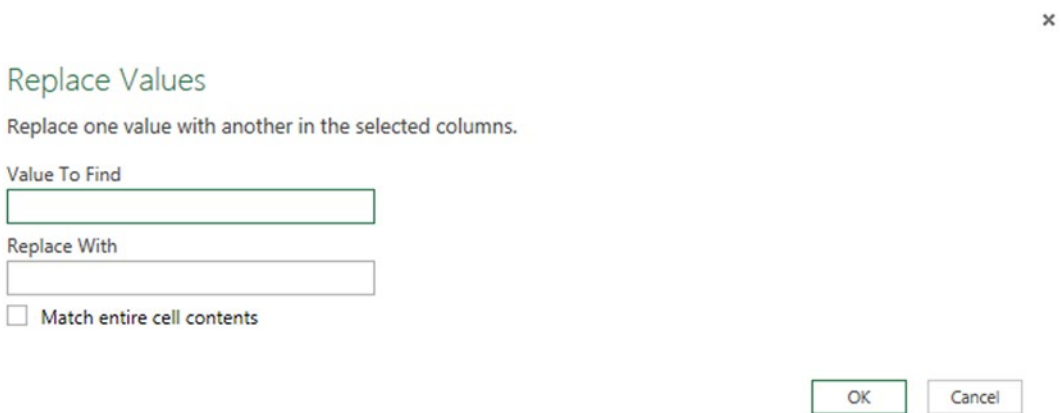 Replace Values
Replace one value with another in the selected columns.
Value To Find
Replace With
Match entire cell contents
OK Cancel